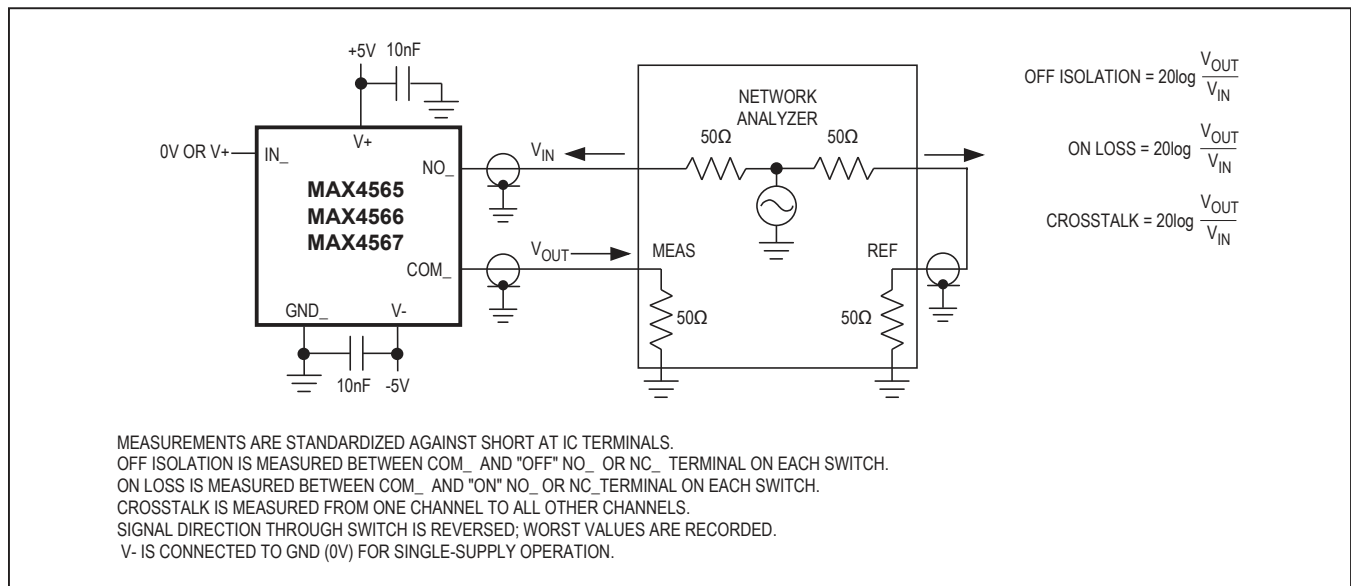 +5V
10nF
V+
0V OR V+
IN_
NO_
MAX4565
MAX4566
MAX4567
COM_
GND_
V-
10nF
-5V
V_IN
V_OUT
NETWORK
ANALYZER
50Ω
50Ω
MEAS
REF
50Ω
50Ω
OFF ISOLATION = 20log V_OUT / V_IN
ON LOSS = 20log V_OUT / V_IN
CROSSTALK = 20log V_OUT / V_IN
MEASUREMENTS ARE STANDARDIZED AGAINST SHORT AT IC TERMINALS.
OFF ISOLATION IS MEASURED BETWEEN COM_ AND "OFF" NO_ OR NC_ TERMINAL ON EACH SWITCH.
ON LOSS IS MEASURED BETWEEN COM_ AND "ON" NO_ OR NC_TERMINAL ON EACH SWITCH.
CROSSTALK IS MEASURED FROM ONE CHANNEL TO ALL OTHER CHANNELS.
SIGNAL DIRECTION THROUGH SWITCH IS REVERSED; WORST VALUES ARE RECORDED.
V- IS CONNECTED TO GND (0V) FOR SINGLE-SUPPLY OPERATION.